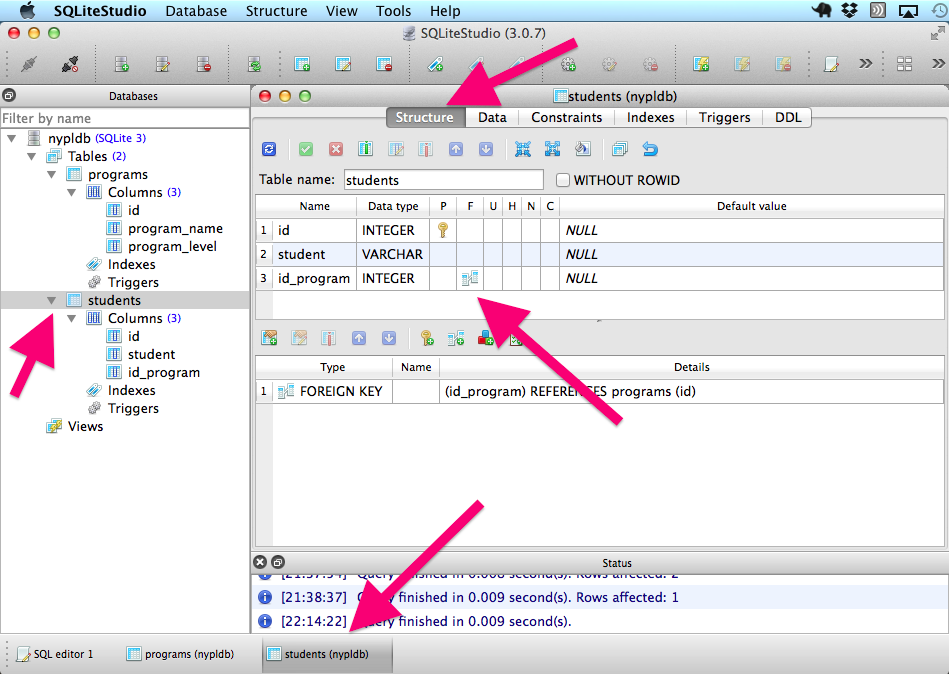 SQLiteStudio Database Structure View Tools Help
SQLiteStudio (3.0.7)
Databases
Filter by name
nypldb (SQLite 3)
Tables (2)
programs
Columns (3)
id
program_name
program_level
Indexes
Triggers
students
Columns (3)
id
student
id_program
Indexes
Triggers
Views
students (nypldb)
Structure Data Constraints Indexes Triggers DDL
Table name: students WITHOUT ROWID
Name Data type P F U H N C Default value
1 id INTEGER NULL
2 student VARCHAR NULL
3 id_program INTEGER NULL
Type Name Details
1 FOREIGN KEY (id_program) REFERENCES programs (id)
Status
[21:37:54] Query finished in 0.008 second(s). Rows affected: 2
[21:38:37] Query finished in 0.009 second(s). Rows affected: 1
[22:14:22] Query finished in 0.009 second(s).
SQL editor 1 programs (nypldb) students (nypldb)